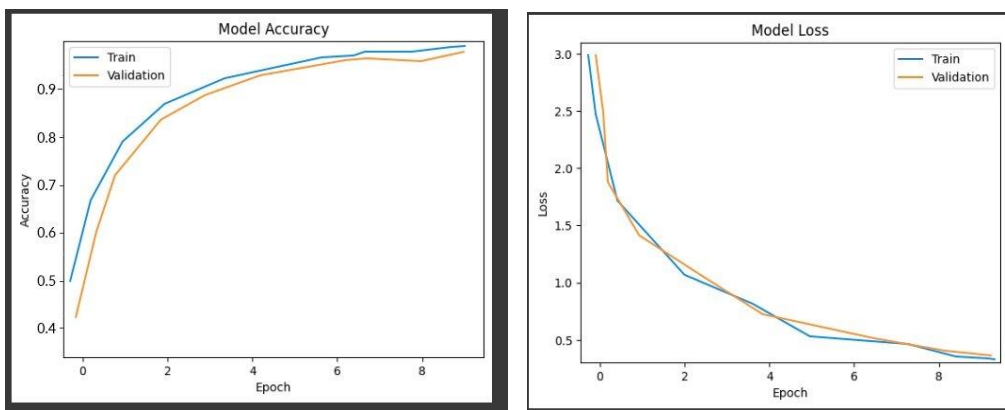 Model Accuracy
Train
Validation
0.9
0.8
0.7
0.6
0.5
0.4
Accuracy
0 2 4 6 8
Epoch
Model Loss
Train
Validation
3.0
2.5
2.0
1.5
1.0
0.5
Loss
0 2 4 6 8
Epoch